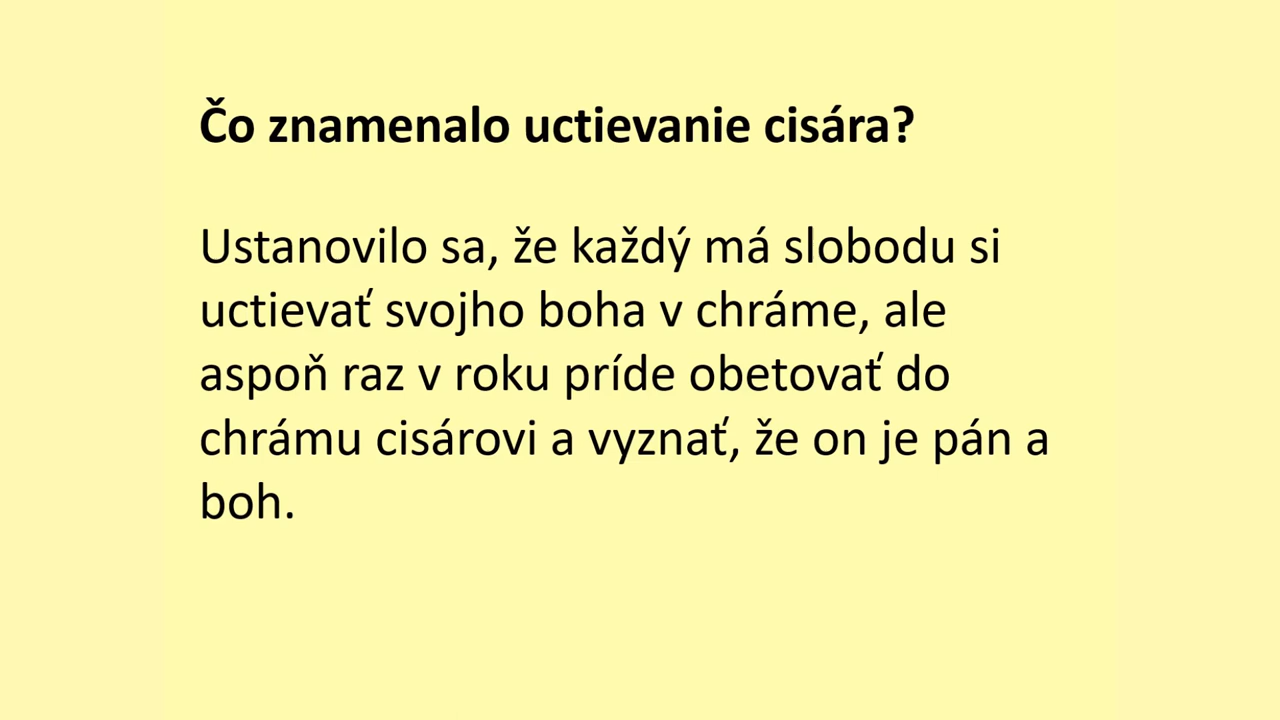 Čo znamenalo uctievanie cisára?
Ustanovilo sa, že každý má slobodu si
uctievať svojho boha v chráme, ale
aspoň raz v roku príde obetovať do
chrámu cisárovi a vyznať, že on je pán a
boh.